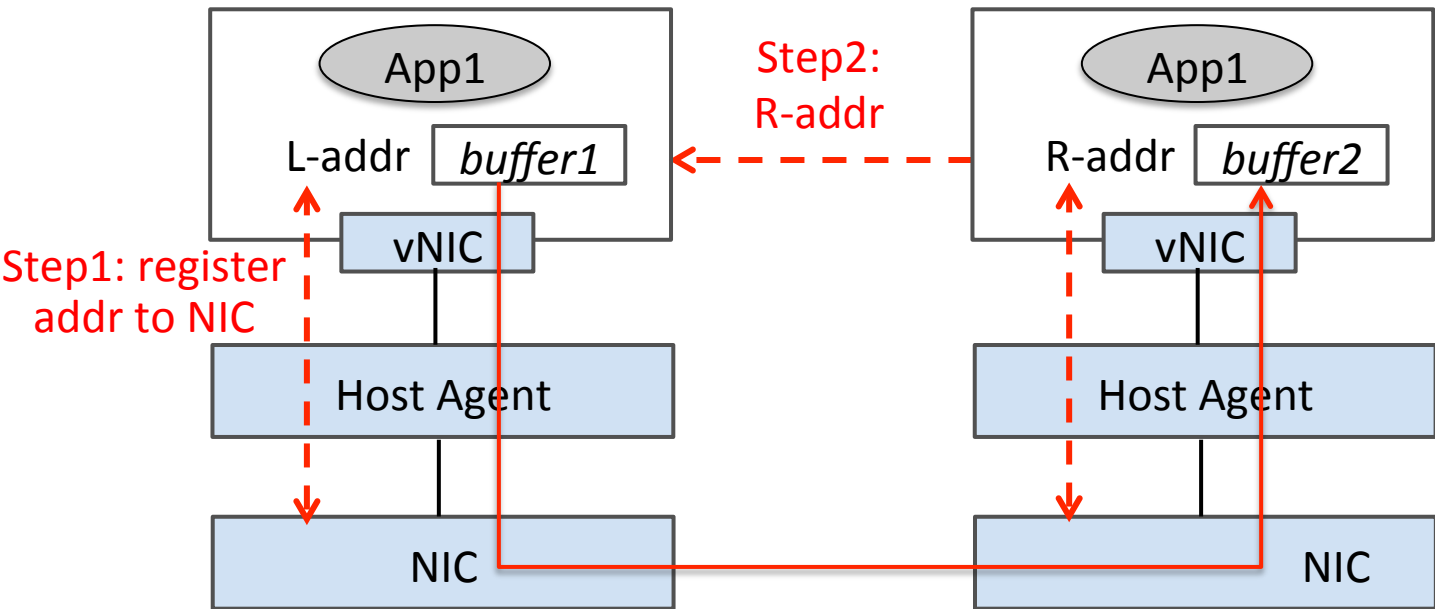 App1
L-addr
buffer1
vNIC
Step1: register
addr to NIC
Host Agent
NIC
Step2:
R-addr
App1
R-addr
buffer2
vNIC
Host Agent
NIC